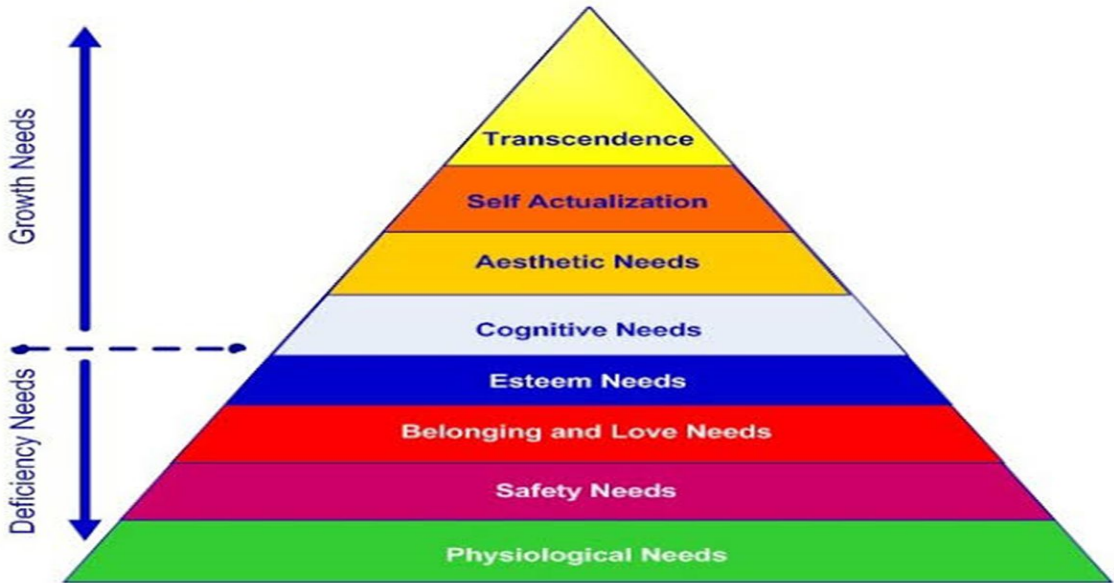 Growth Needs
Deficiency Needs
Transcendence
Self Actualization
Aesthetic Needs
Cognitive Needs
Esteem Needs
Belonging and Love Needs
Safety Needs
Physiological Needs